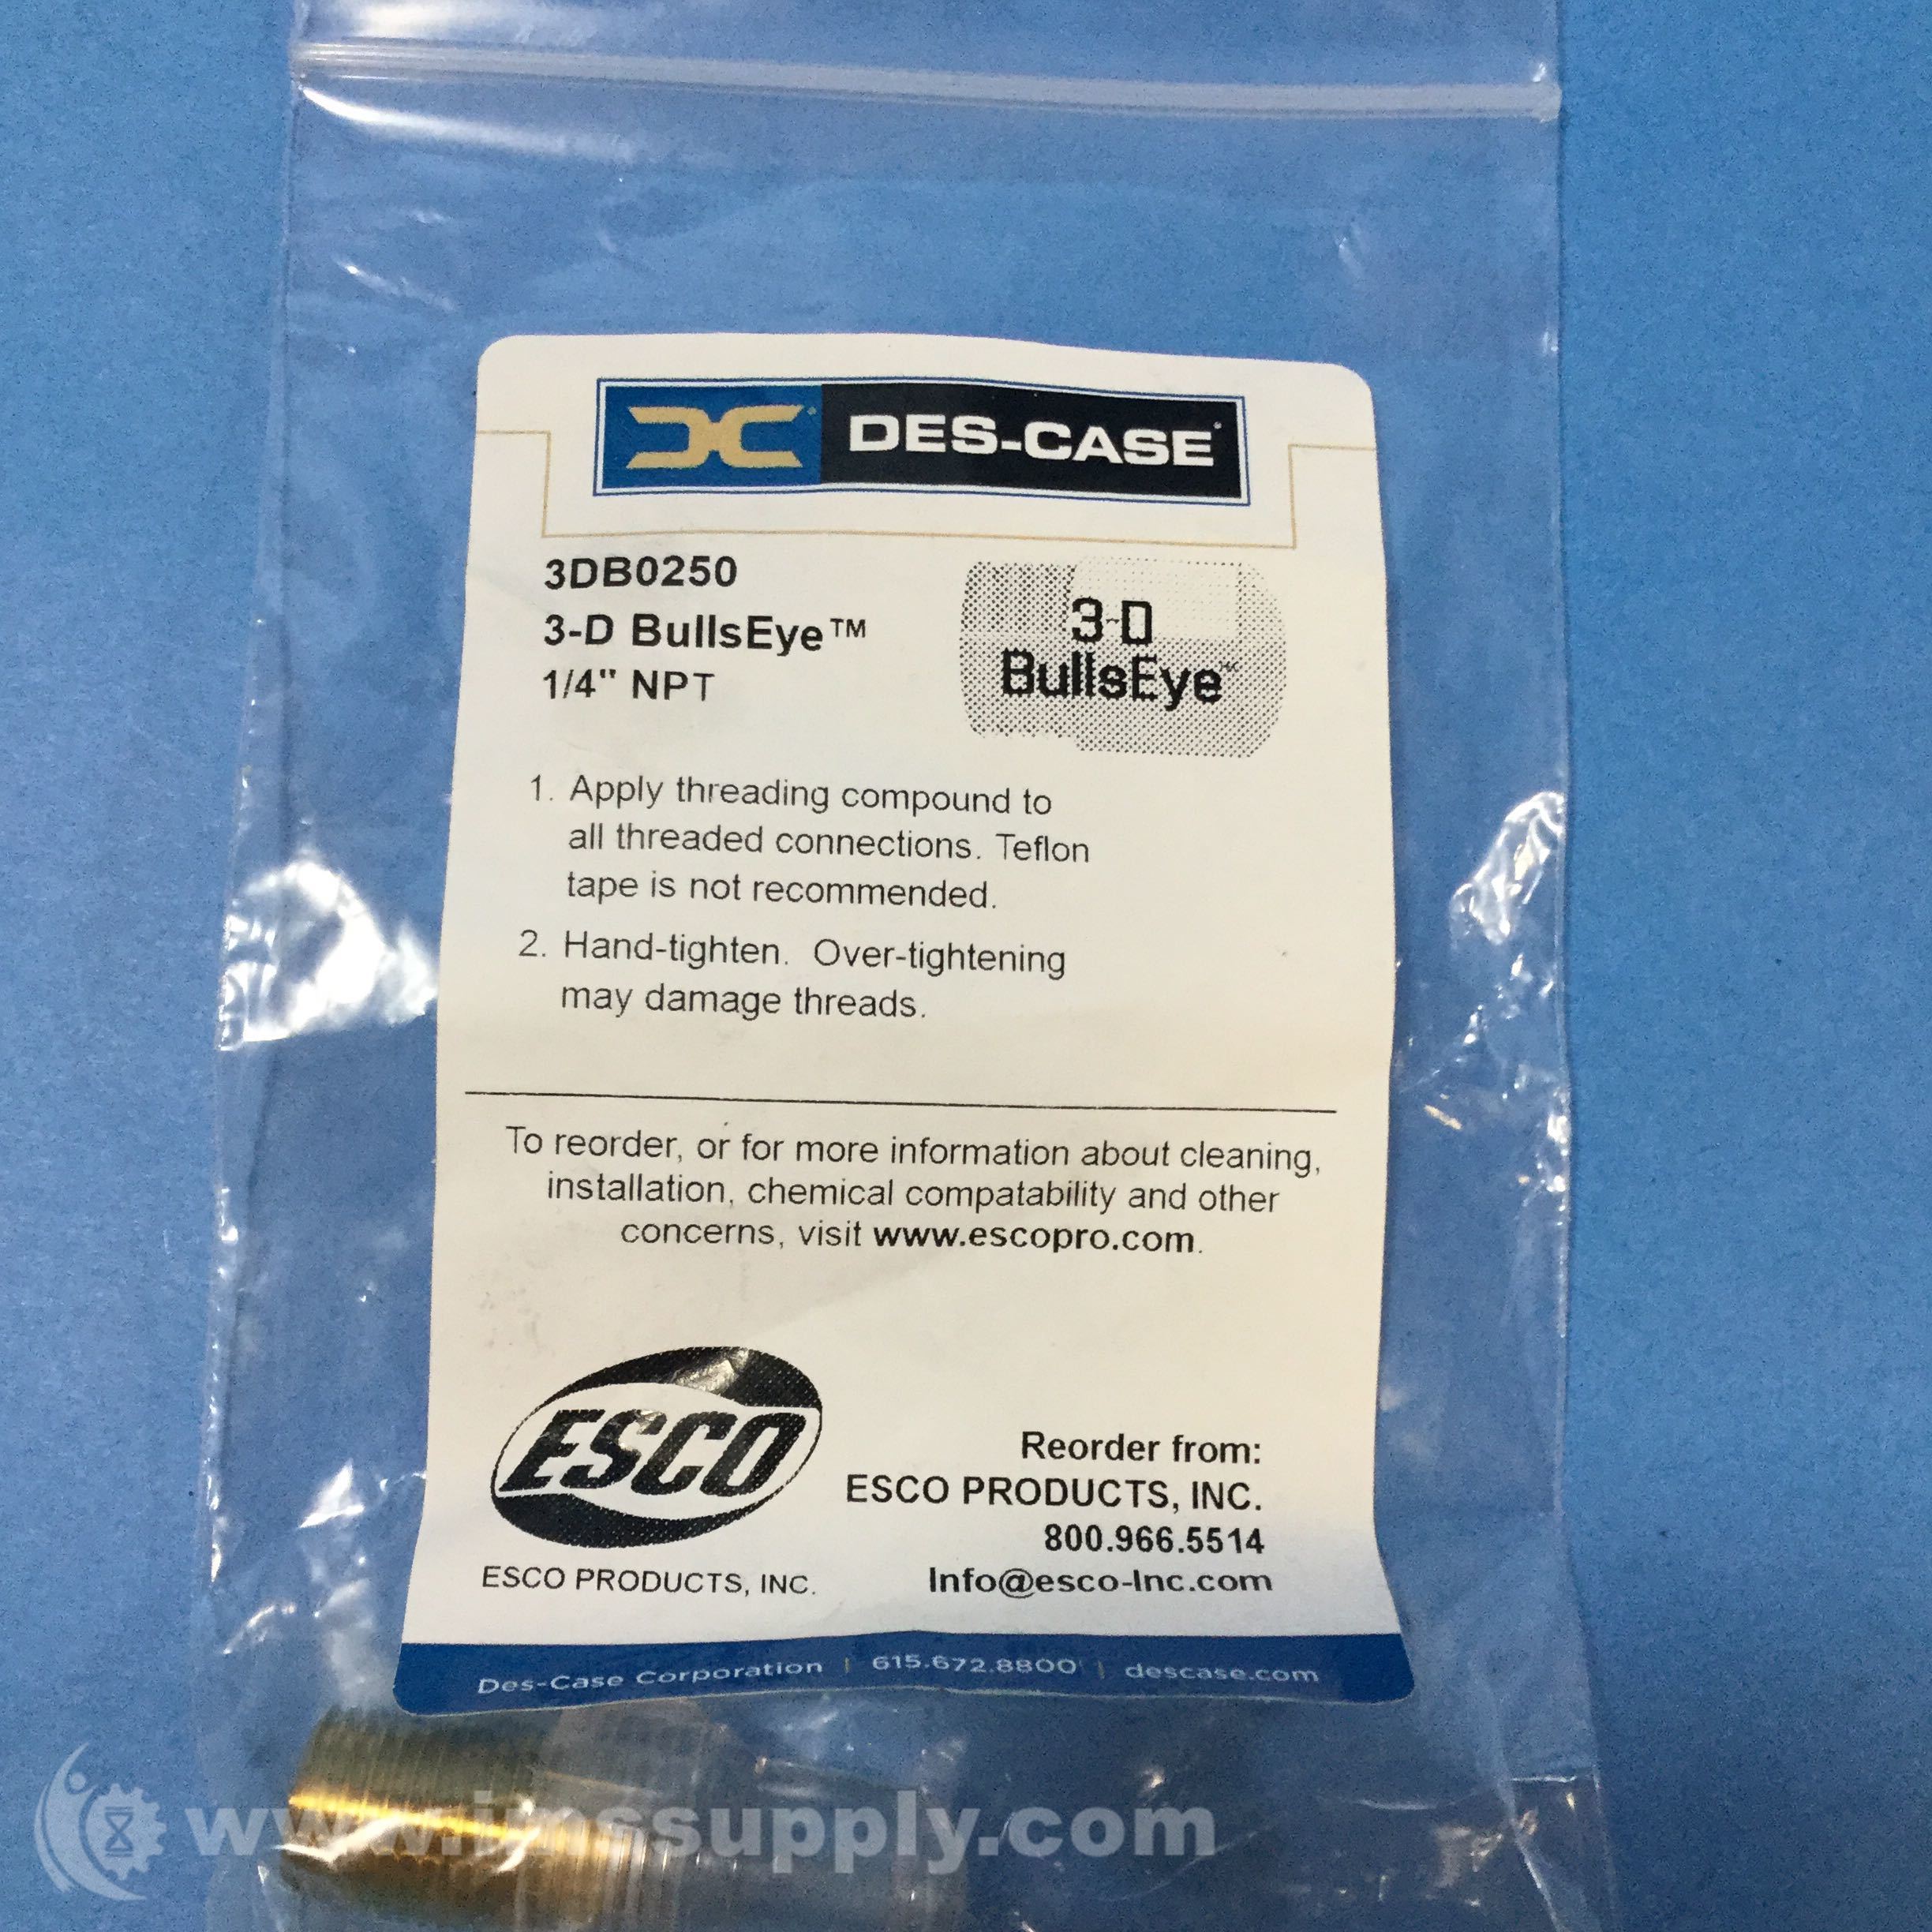 DES-CASE
3DB0250
3-D BullsEye™
1/4" NPT
3-D
BullsEye™
1. Apply threading compound to
all threaded connections. Teflon
tape is not recommended.
2. Hand-tighten. Over-tightening
may damage threads.
To reorder, or for more information about cleaning,
installation, chemical compatability and other
concerns, visit www.escopro.com.
ESCO
ESCO PRODUCTS, INC.
Reorder from:
ESCO PRODUCTS, INC.
800.966.5514
Info@esco-Inc.com
Des-Case Corporation | 615.672.8800 | descase.com
www.imssupply.com